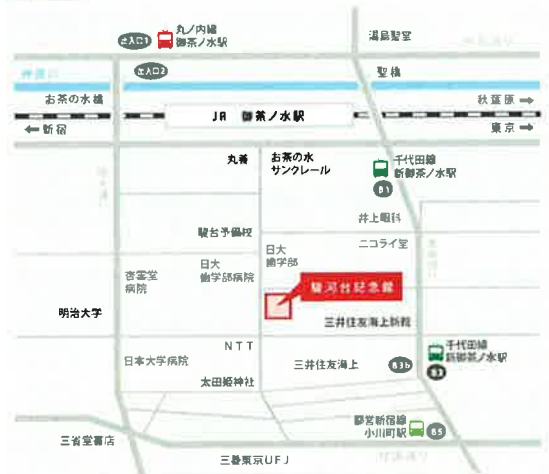 出入口1
丸ノ内線
御茶ノ水駅
湯島聖堂
出入口2
神田川
聖橋
お茶の水橋
秋葉原→
JR 御茶ノ水駅
←新宿
東京→
丸善
お茶の水
サンクレール
千代田線
新御茶ノ水駅
B1
井上眼科
駿台予備校
ニコライ堂
日大
歯学部
日大
歯学部病院
杏雲堂
病院
駿河台記念館
明治大学
三井住友海上新館
NTT
千代田線
新御茶ノ水駅
B3
日本大学病院
三井住友海上
B3b
太田姫神社
都営新宿線
小川町駅
B5
三省堂書店
三菱東京UFJ